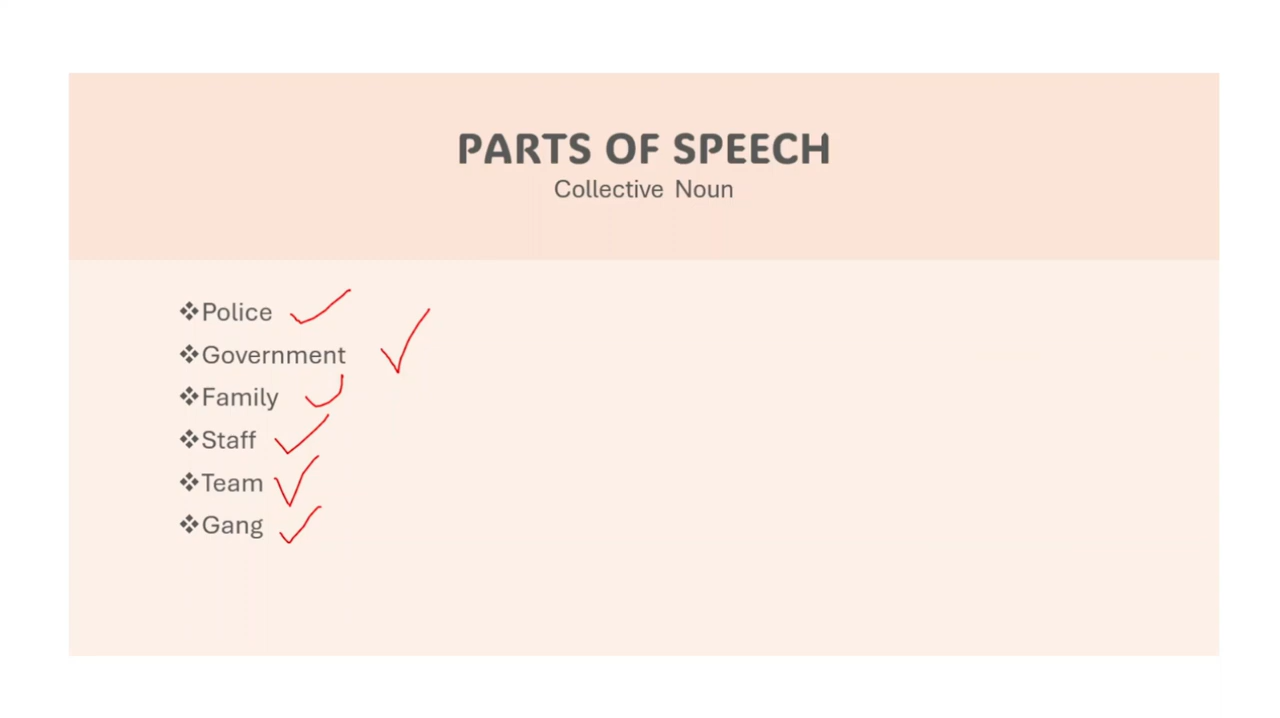 PARTS OF SPEECH
Collective Noun
❖Police
❖Government
❖Family
❖Staff
❖Team
❖Gang